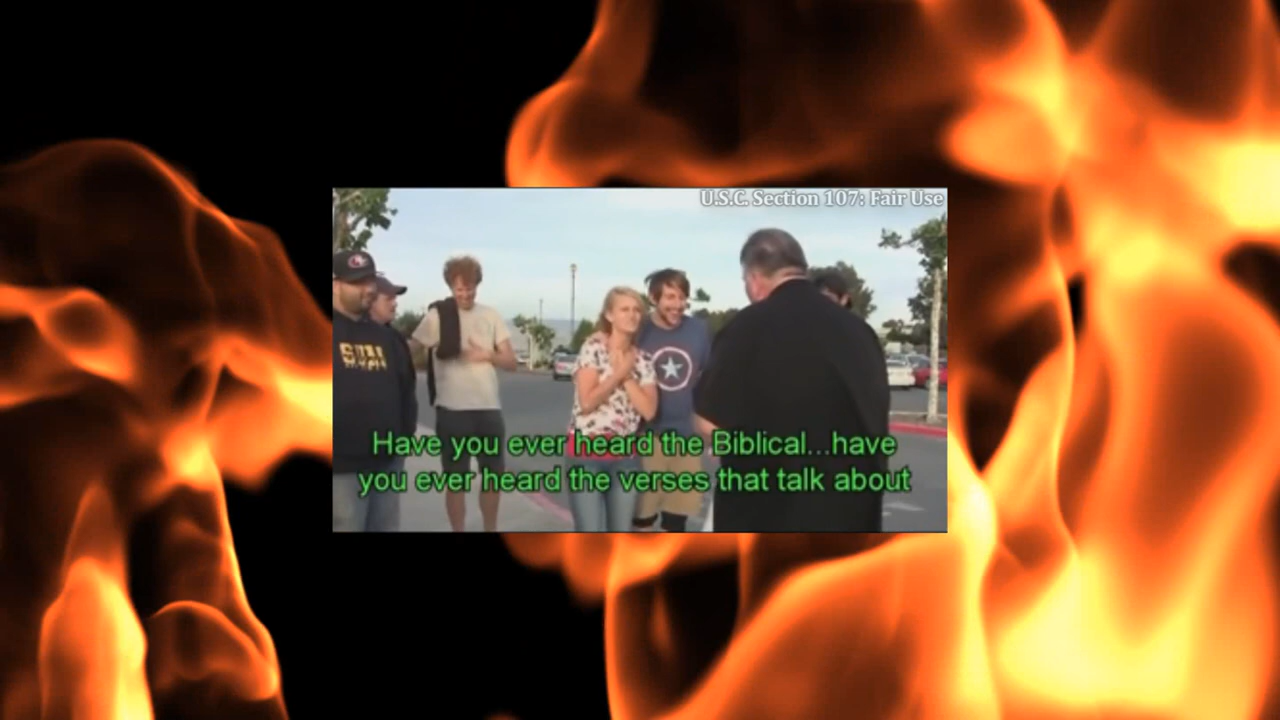 U.S.C. Section 107: Fair Use
Have you ever heard the Biblical...have
you ever heard the verses that talk about